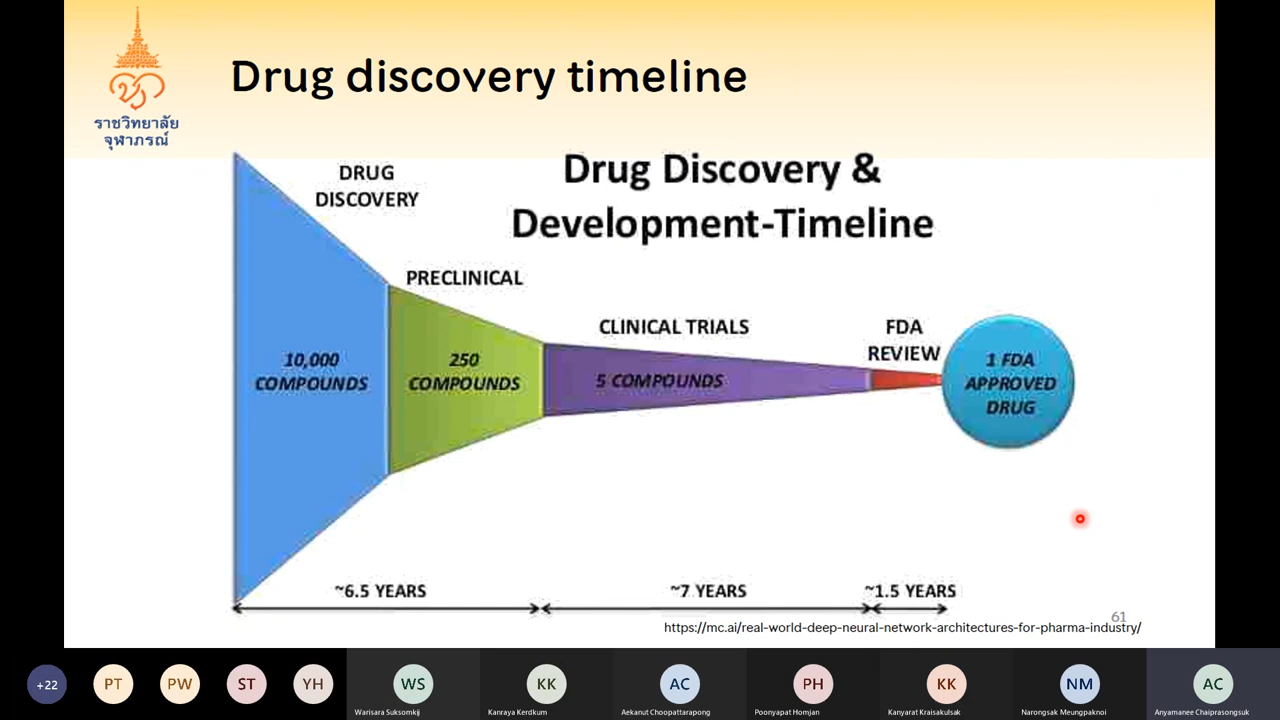 Drug discovery timeline
ราชวิทยาลัย
จุฬาภรณ์
Drug Discovery &
Development-Timeline
DRUG
DISCOVERY
PRECLINICAL
CLINICAL TRIALS
FDA
REVIEW
10,000
COMPOUNDS
250
COMPOUNDS
5 COMPOUNDS
1 FDA
APPROVED
DRUG
~6.5 YEARS
~7 YEARS
~1.5 YEARS
61
https://mc.ai/real-world-deep-neural-network-architectures-for-pharma-industry/
+22
PT
PW
ST
YH
WS
KK
AC
PH
KK
NM
AC
Warisara Suksomkij
Kanraya Kerdkum
Aekanut Choopattarapong
Poonyapat Homjan
Kanyarat Kraisakulsak
Narongsak Meungpaknoi
Anyamanee Chaiprasongsuk